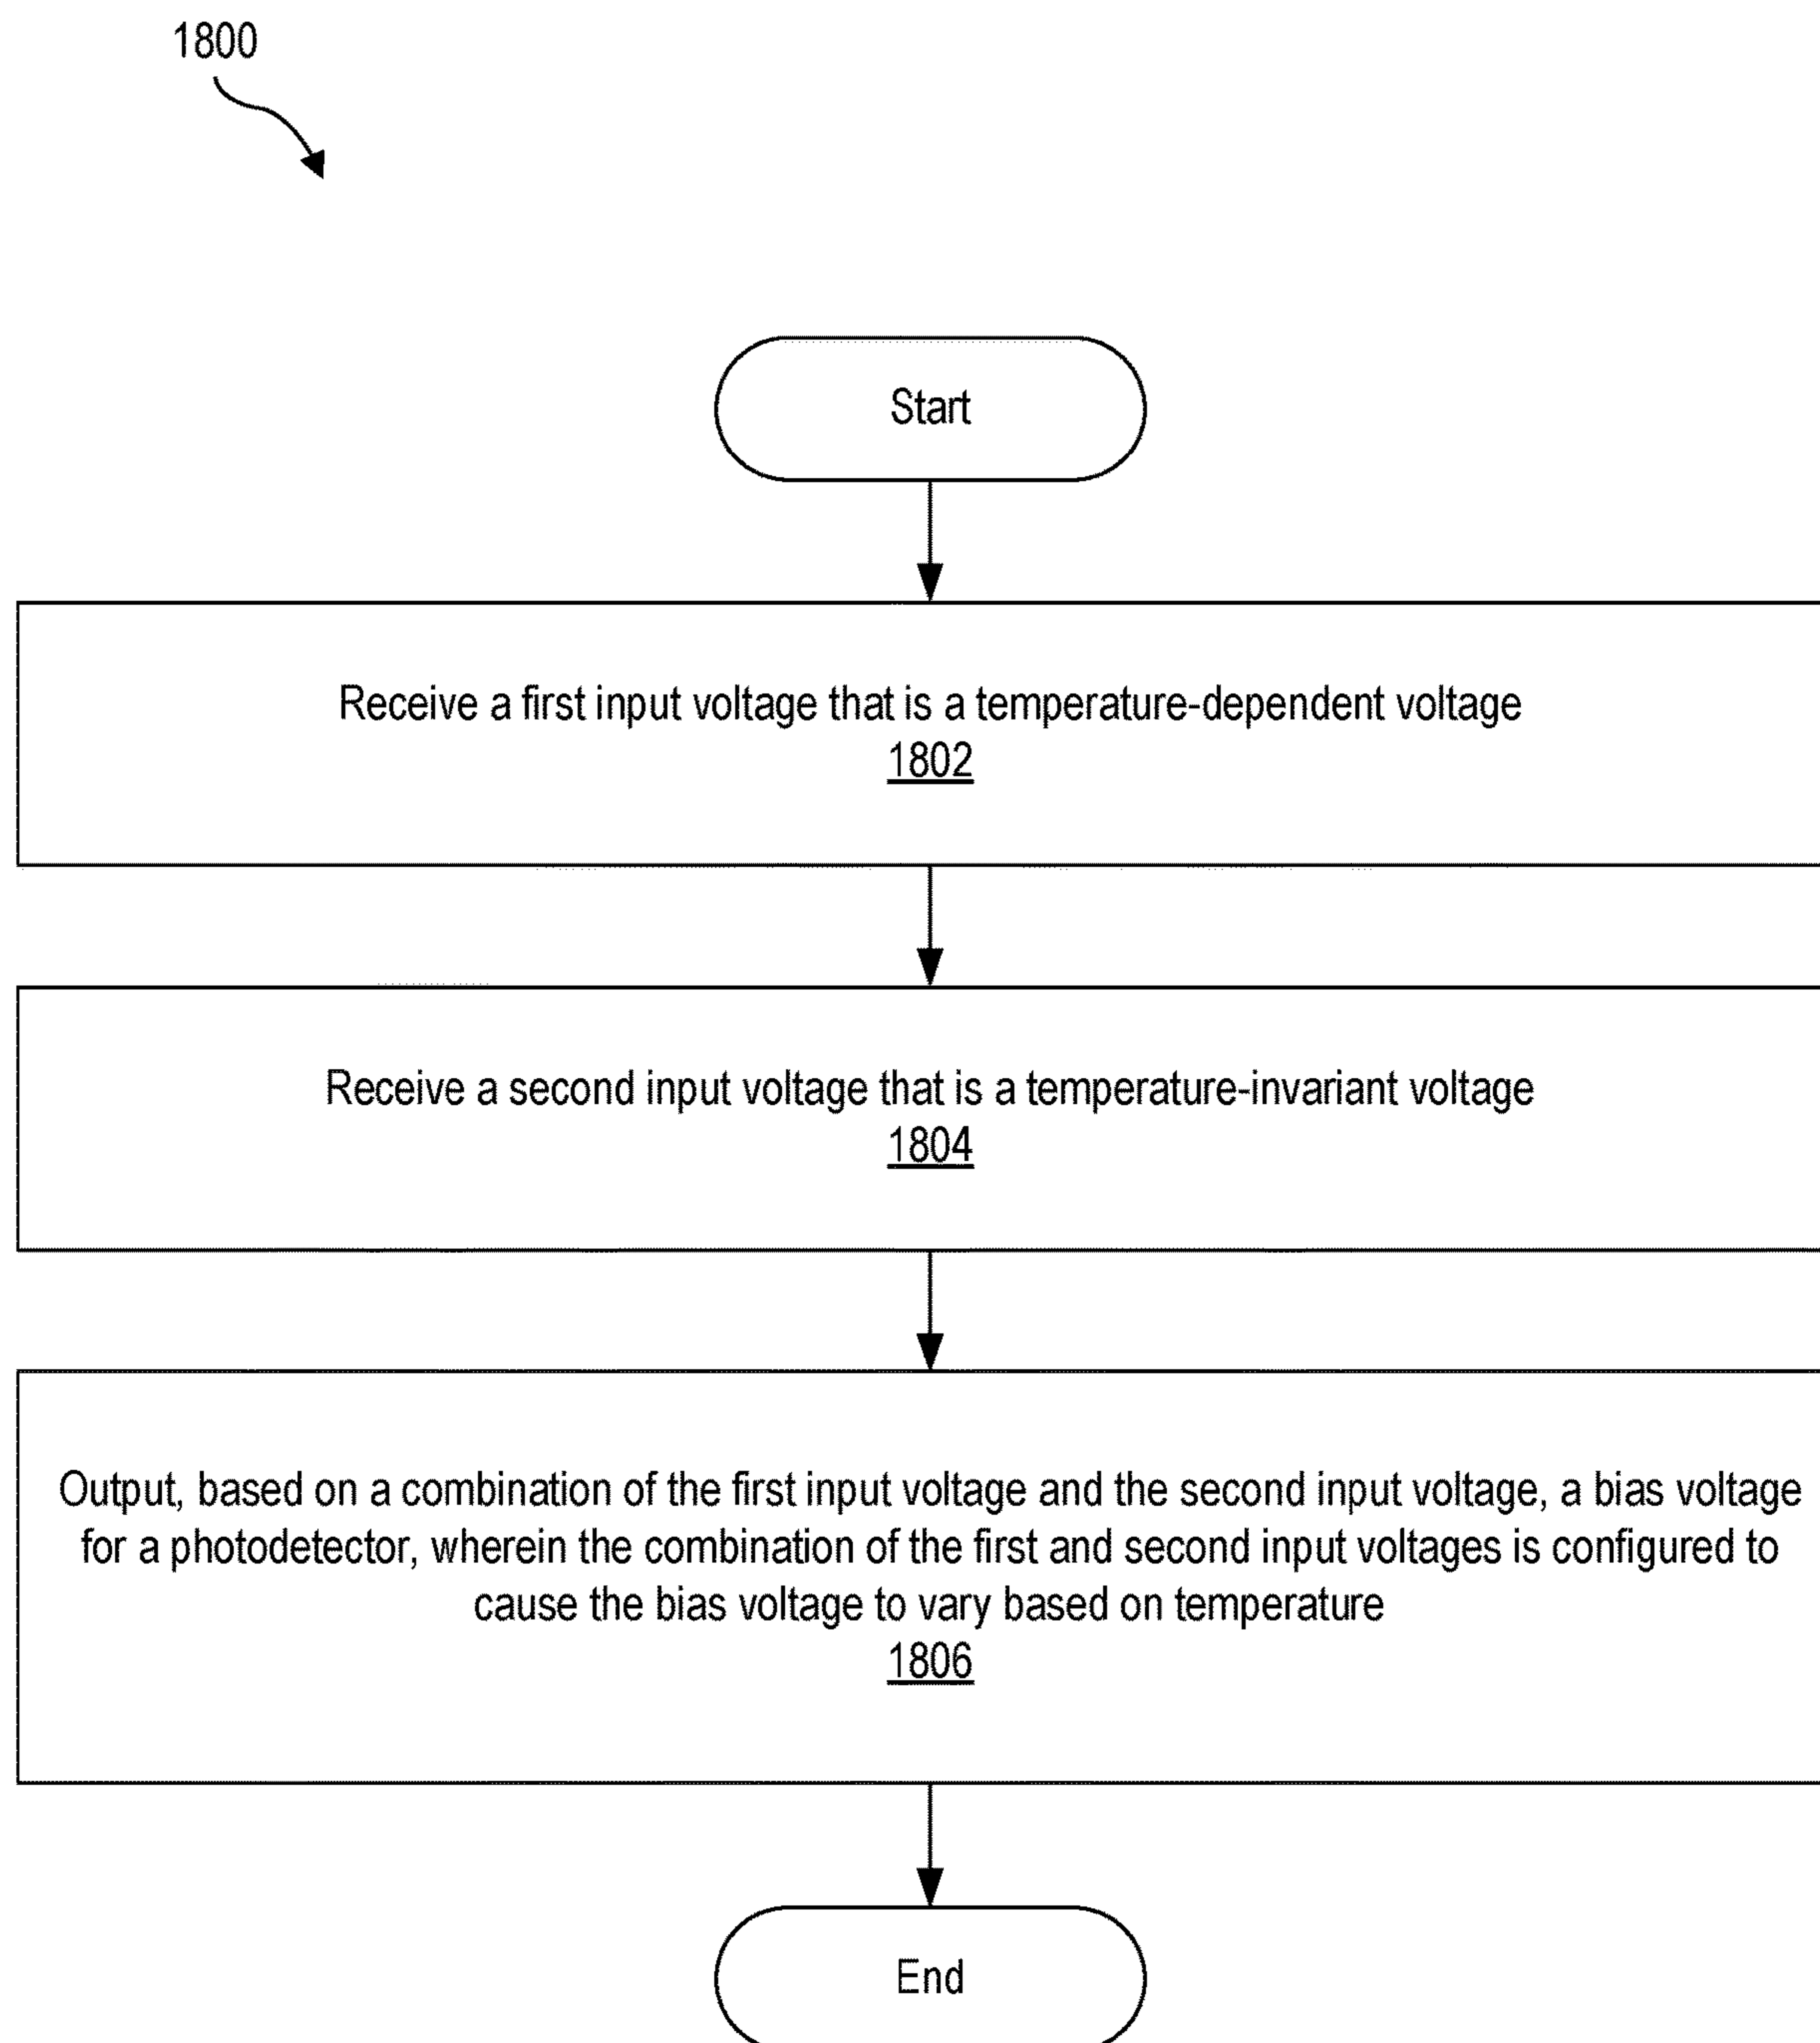 1800
Start
Receive a first input voltage that is a temperature-dependent voltage
1802
Receive a second input voltage that is a temperature-invariant voltage
1804
Output, based on a combination of the first input voltage and the second input voltage, a bias voltage
for a photodetector, wherein the combination of the first and second input voltages is configured to
cause the bias voltage to vary based on temperature
1806
End